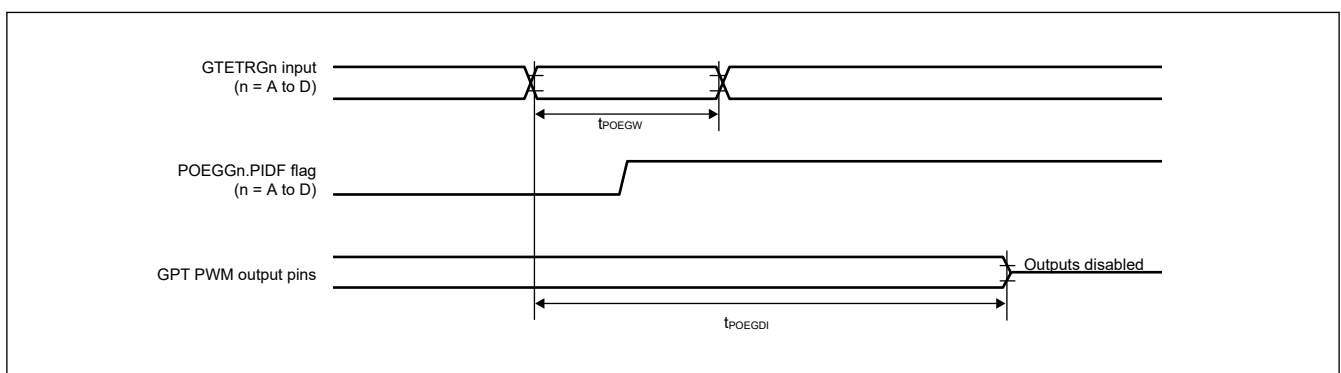 GTETRGn input
(n = A to D)
tPOEGW
POEGGn.PIDF flag
(n = A to D)
GPT PWM output pins
Outputs disabled
tPOEGDI